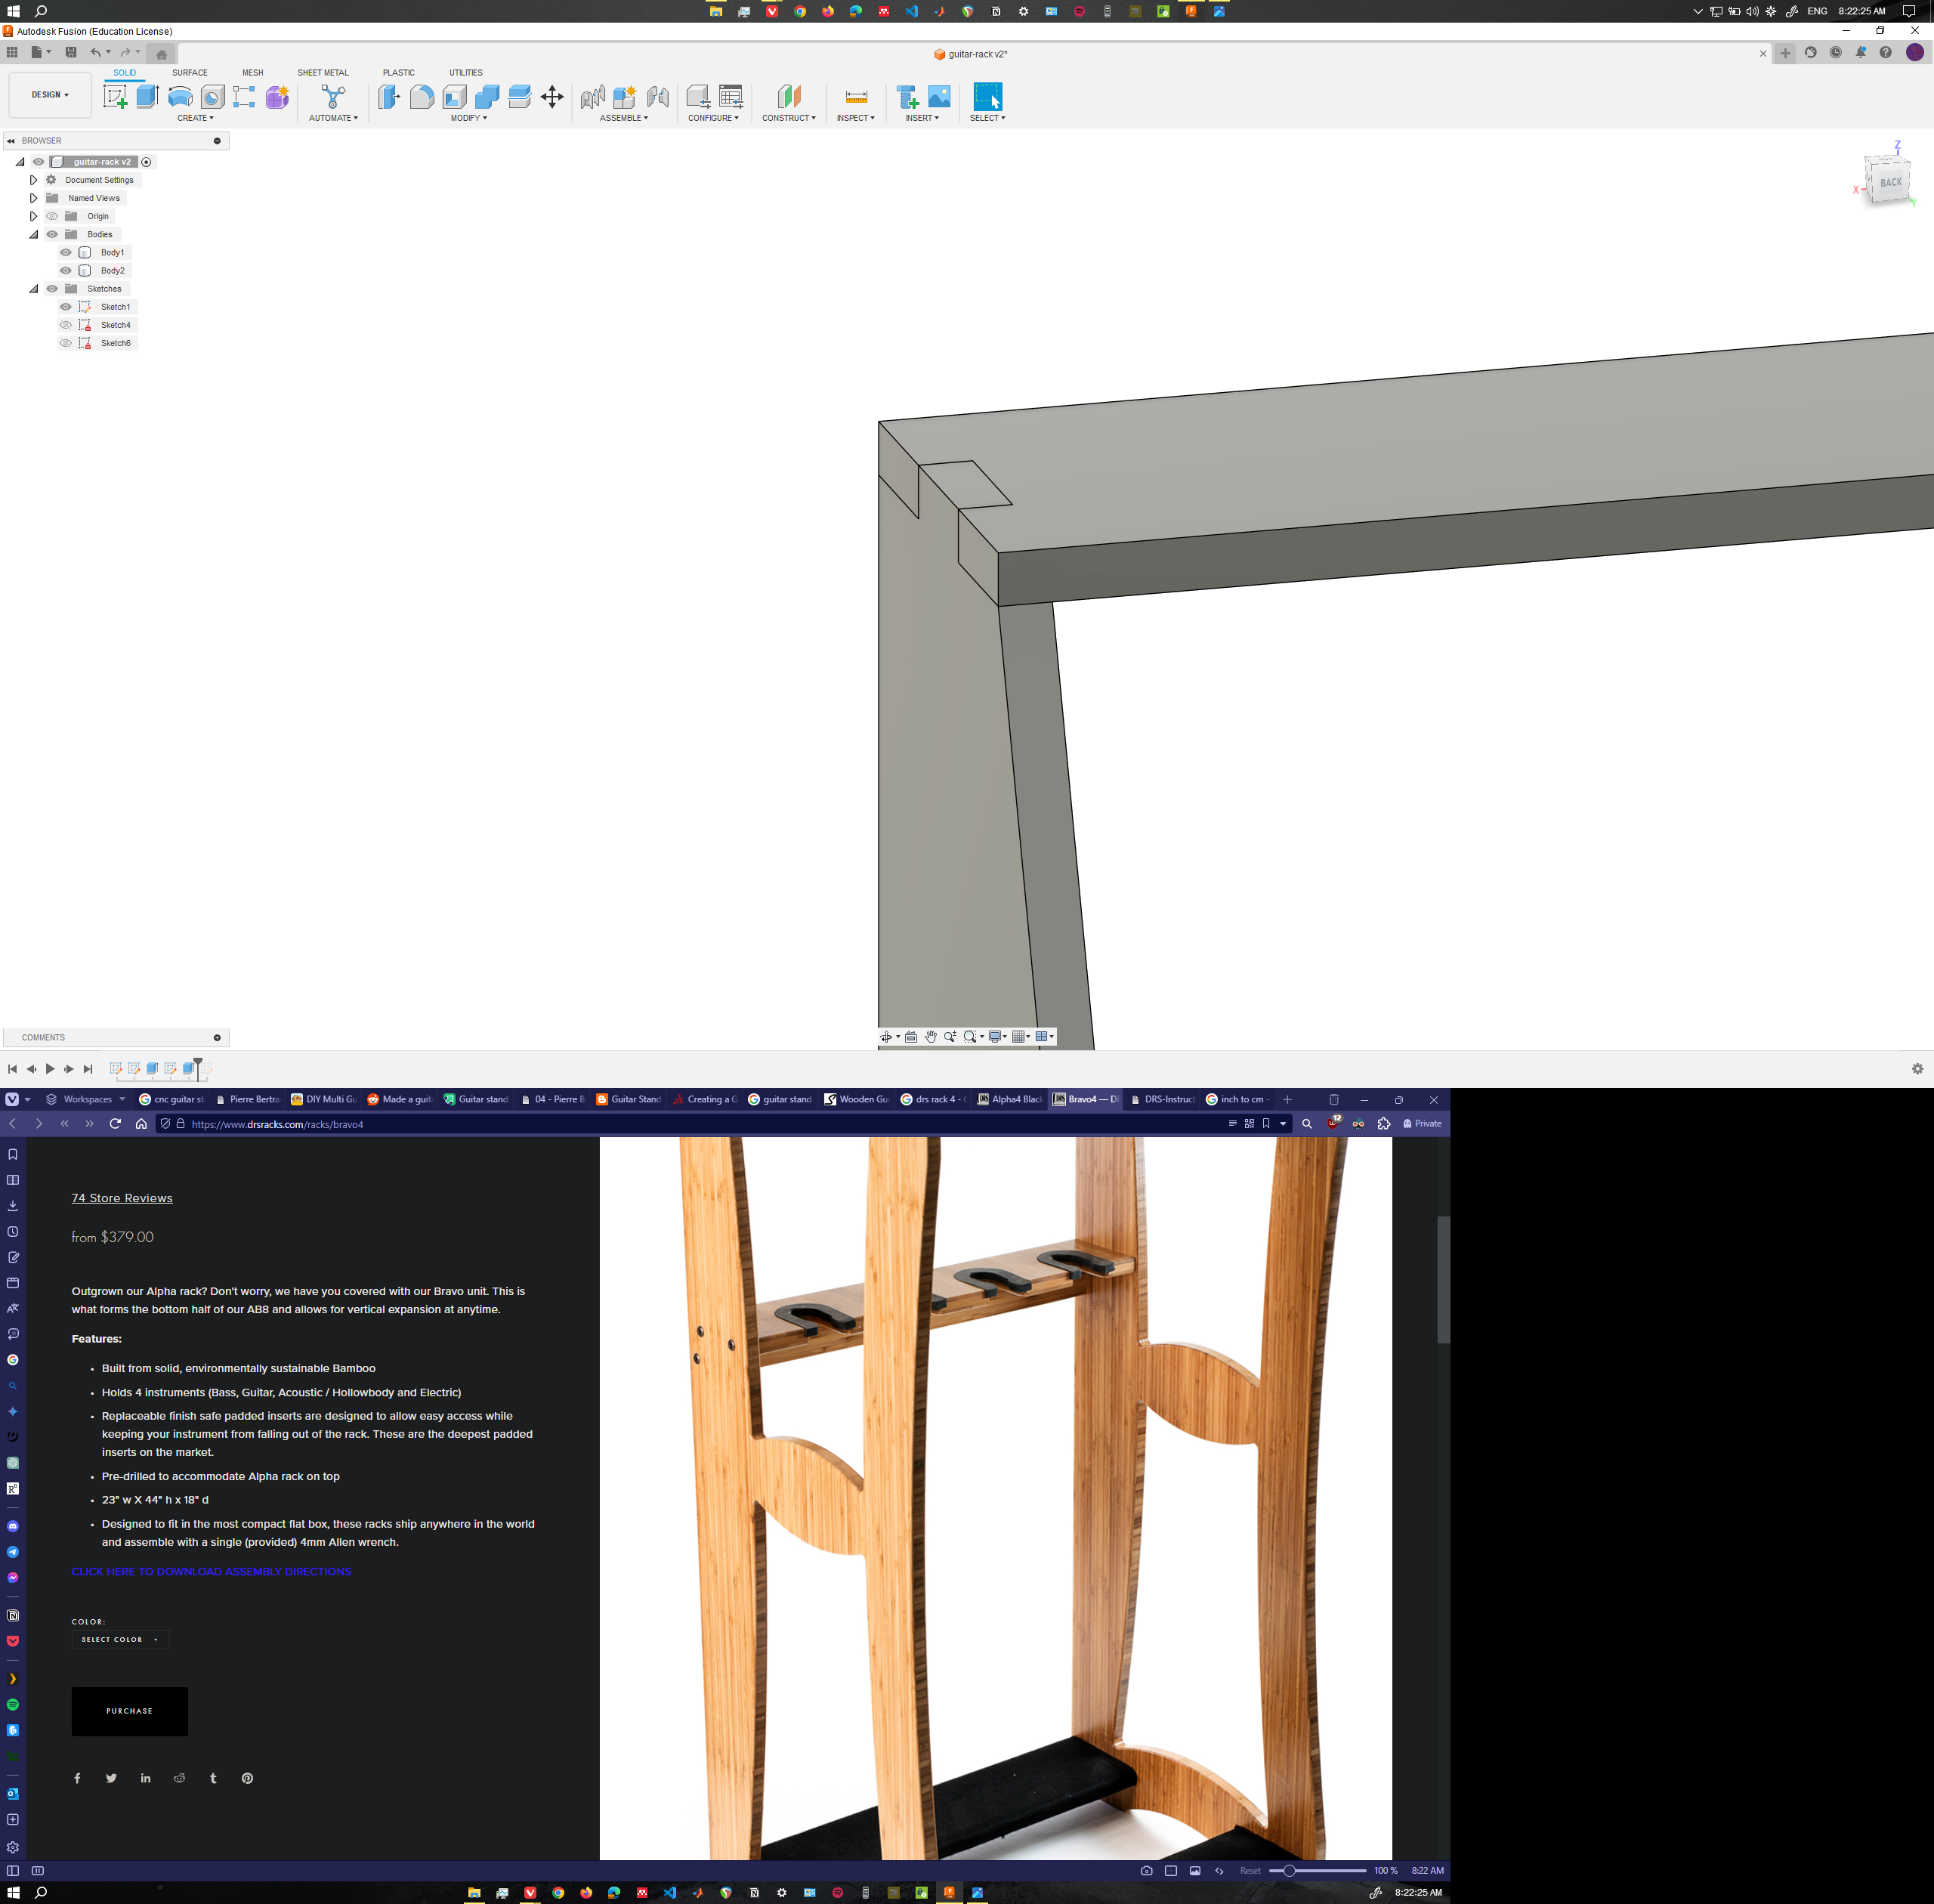 ENG
8:22:25 AM
Autodesk Fusion (Education License)
guitar-rack v2*
SOLID
SURFACE
MESH
SHEET METAL
PLASTIC
UTILITIES
DESIGN
CREATE
AUTOMATE
MODIFY
ASSEMBLE
CONFIGURE
CONSTRUCT
INSPECT
INSERT
SELECT
BROWSER
guitar-rack v2
Document Settings
Named Views
Origin
Bodies
Body1
Body2
Sketches
Sketch1
Sketch4
Sketch6
Z
X
BACK
Y
COMMENTS
Workspaces
cnc guitar st
Pierre Bertra
DIY Multi Gu
Made a guit
Guitar stand
04 - Pierre B
Guitar Stand
Creating a G
guitar stand
Wooden Gui
drs rack 4 -
Alpha4 Blac
Bravo4 — D
DRS-Instruct
inch to cm -
https://www.drsracks.com/racks/bravo4
12
Private
74 Store Reviews
from $379.00
Outgrown our Alpha rack? Don't worry, we have you covered with our Bravo unit. This is
what forms the bottom half of our AB8 and allows for vertical expansion at anytime.
Features:
• Built from solid, environmentally sustainable Bamboo
• Holds 4 instruments (Bass, Guitar, Acoustic / Hollowbody and Electric)
• Replaceable finish safe padded inserts are designed to allow easy access while
keeping your instrument from falling out of the rack. These are the deepest padded
inserts on the market.
• Pre-drilled to accommodate Alpha rack on top
• 23" w X 44" h x 18" d
• Designed to fit in the most compact flat box, these racks ship anywhere in the world
and assemble with a single (provided) 4mm Allen wrench.
CLICK HERE TO DOWNLOAD ASSEMBLY DIRECTIONS
COLOR:
SELECT COLOR
PURCHASE
Reset
100 %
8:22 AM
8:22:25 AM